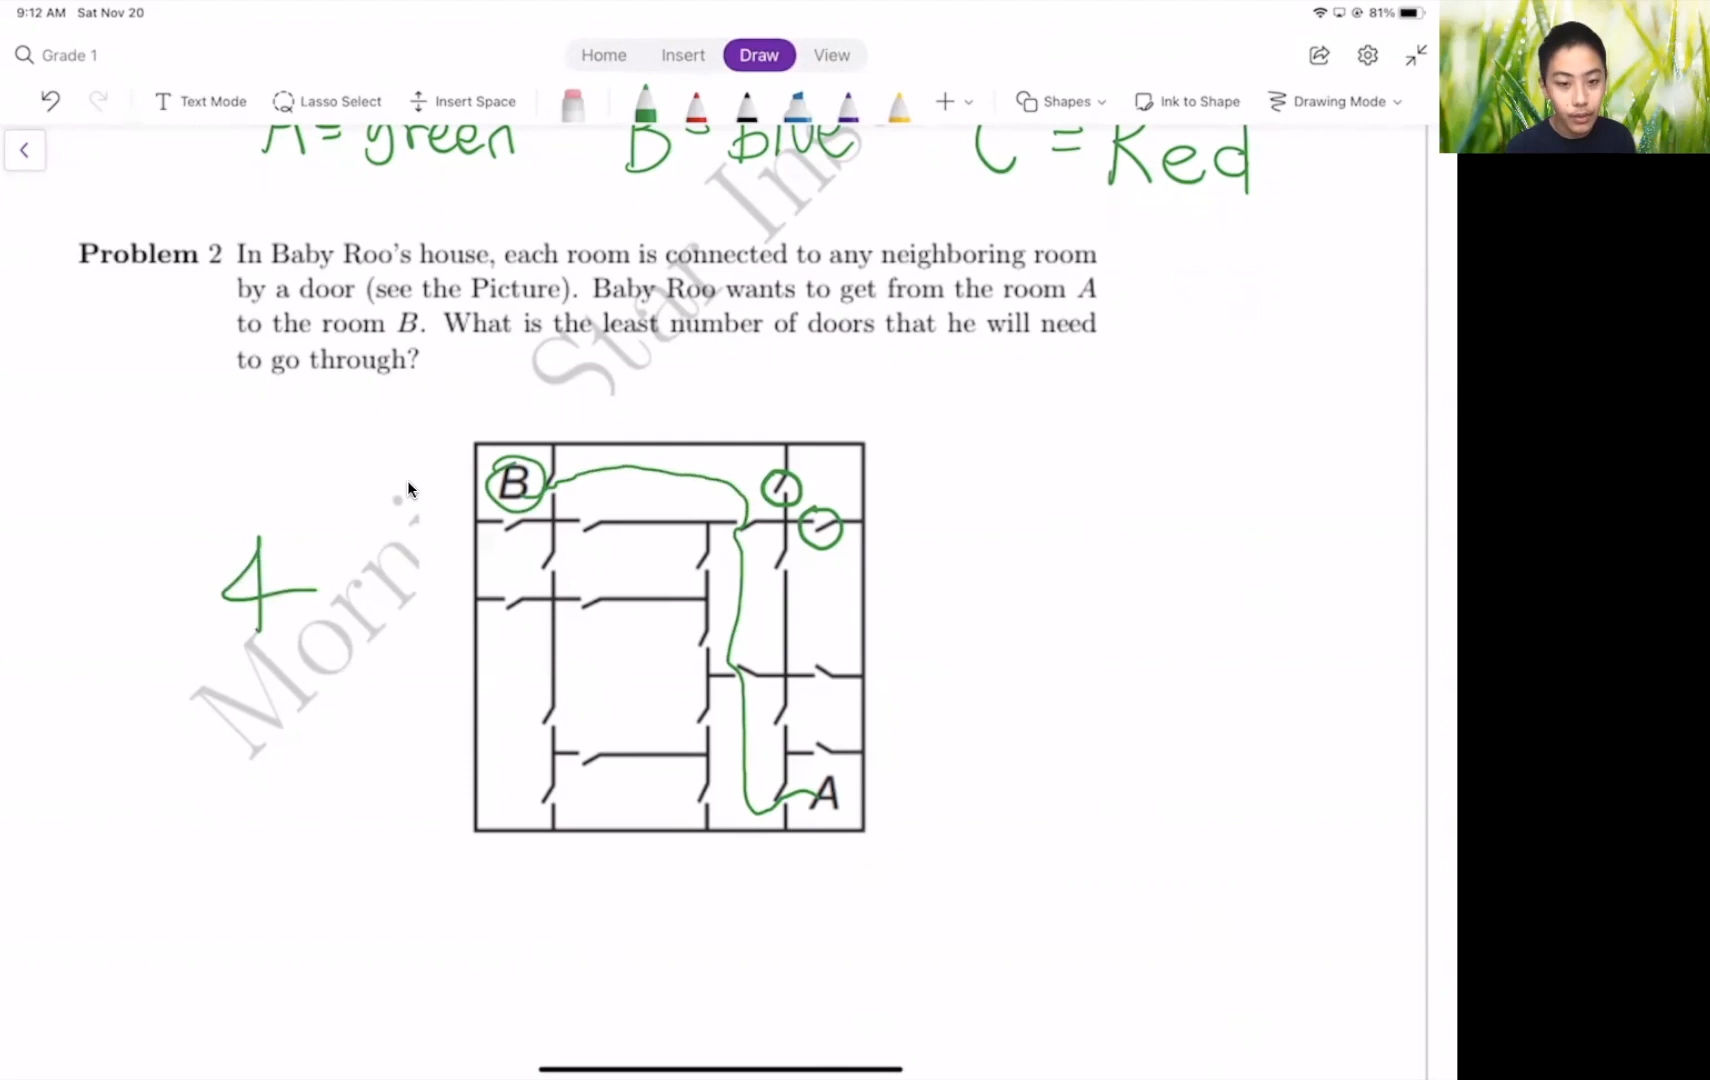 9:12 AM Sat Nov 20
81%
Grade 1
Home Insert Draw View
Text Mode Lasso Select Insert Space Shapes Ink to Shape Drawing Mode
A = green B = blue C = Red
Problem 2 In Baby Roo's house, each room is connected to any neighboring room
by a door (see the Picture). Baby Roo wants to get from the room A
to the room B. What is the least number of doors that he will need
to go through?
B
4
A
Morni
Star Ins